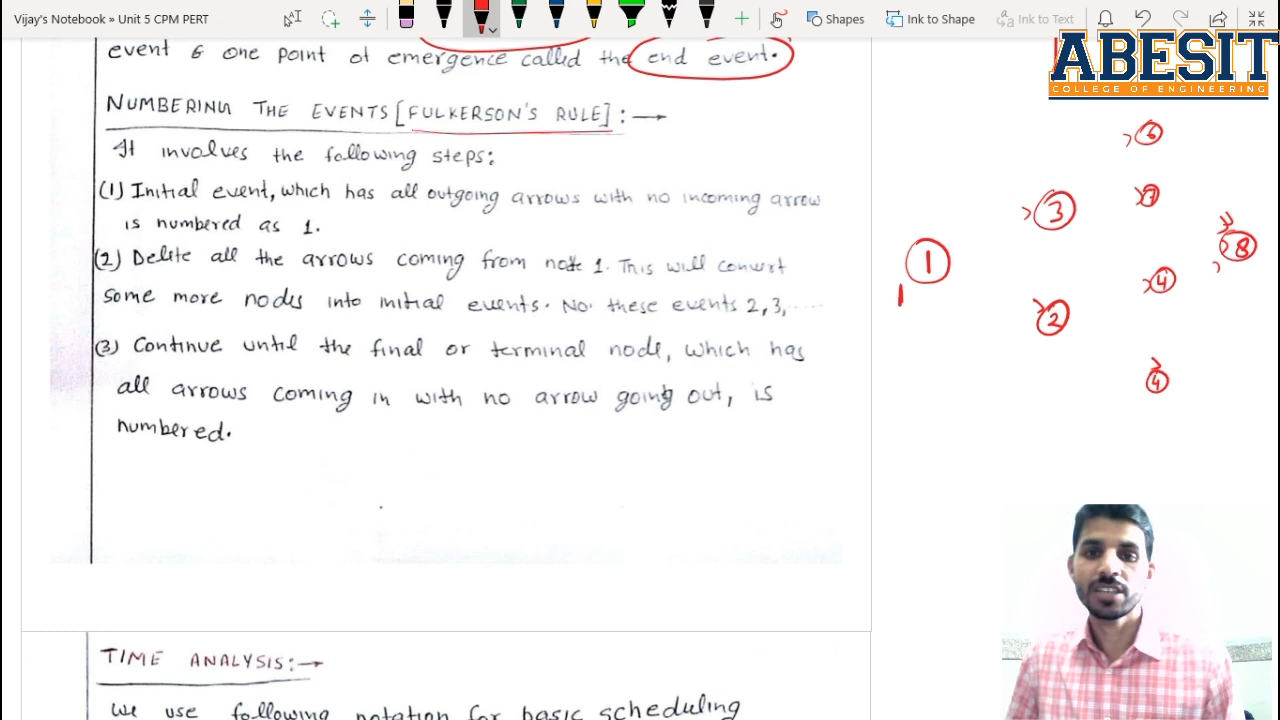 Vijay's Notebook » Unit 5 CPM PERT
Shapes
Ink to Shape
Ink to Text
ABESIT
COLLEGE OF ENGINEERING
event & one point of emergence called the end event.
NUMBERING THE EVENTS [FULKERSON'S RULE] :→
It involves the following steps:
(1) Initial event, which has all outgoing arrows with no incoming arrow
is numbered as 1.
(2) Delete all the arrows coming from node 1. This will convert
some more nodes into initial events. No. these events 2, 3, .....
(3) Continue until the final or terminal node, which has
all arrows coming in with no arrow going out, is
numbered.
6
7
3
8
1
4
2
4
TIME ANALYSIS :→
We use following notation for basic scheduling